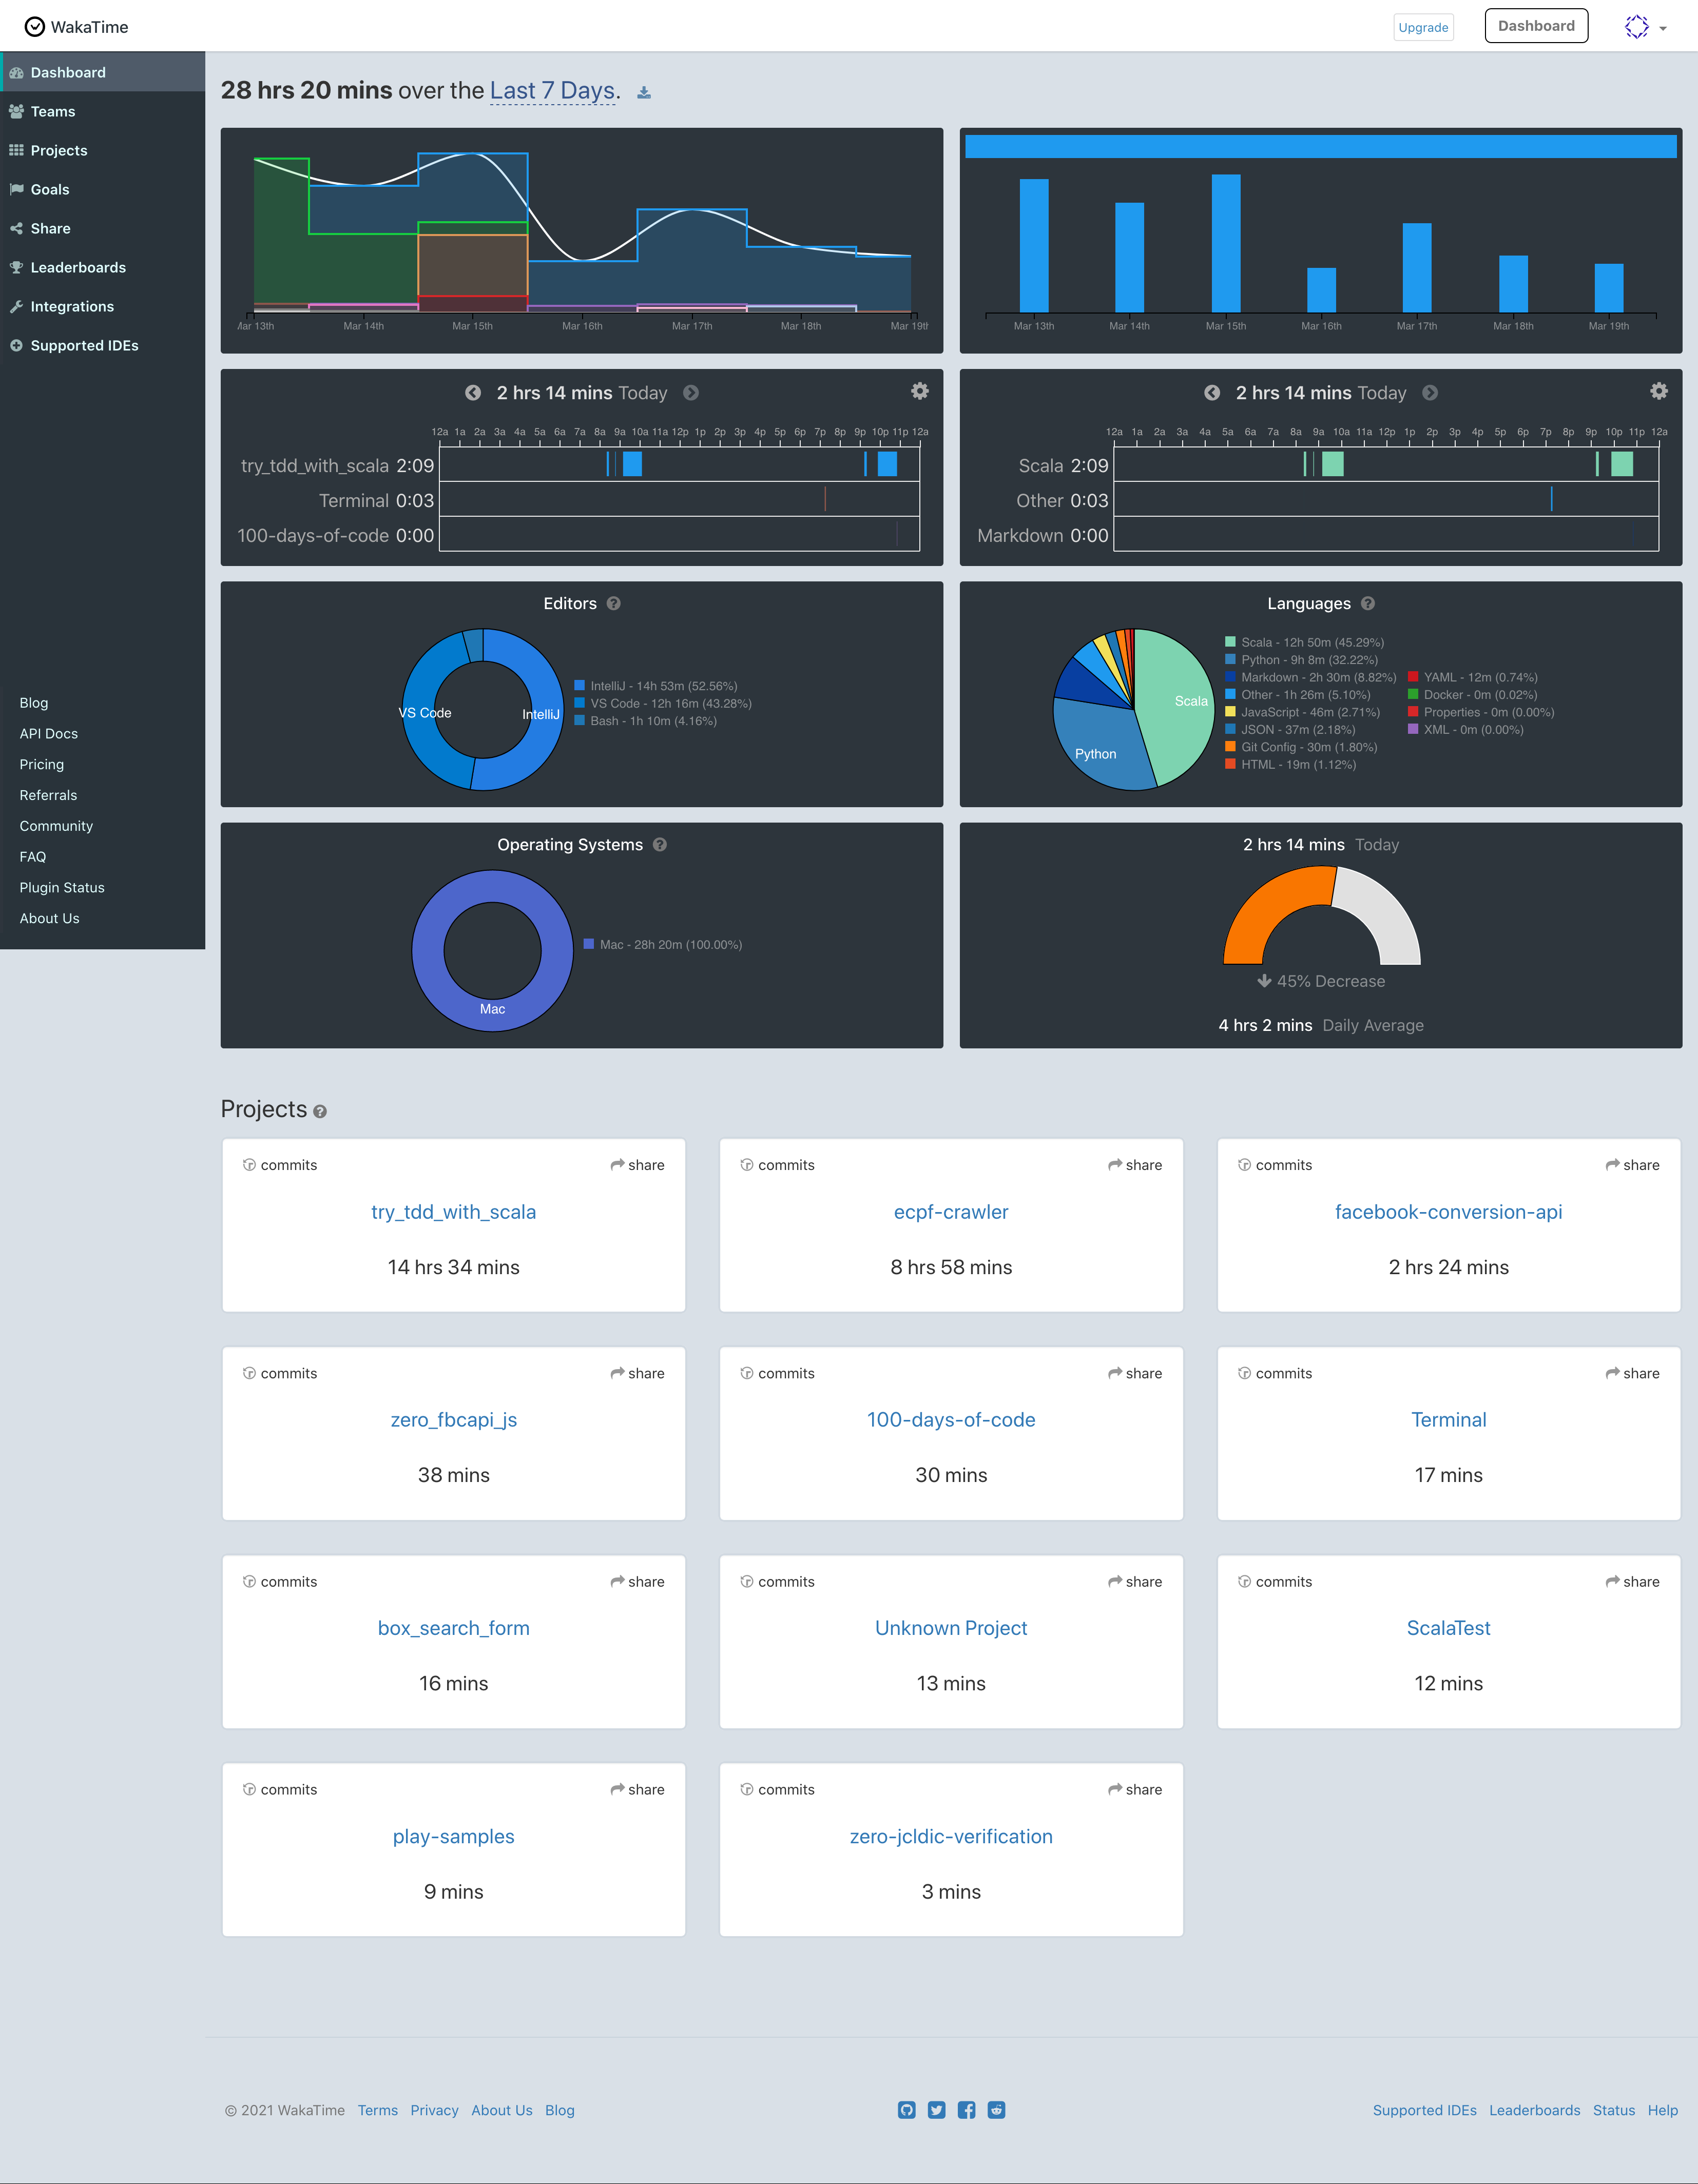 WakaTime
Upgrade
Dashboard
Dashboard
Teams
Projects
Goals
Share
Leaderboards
Integrations
Supported IDEs
Blog
API Docs
Pricing
Referrals
Community
FAQ
Plugin Status
About Us
28 hrs 20 mins over the Last 7 Days.
Mar 13th Mar 14th Mar 15th Mar 16th Mar 17th Mar 18th Mar 19th
Mar 13th Mar 14th Mar 15th Mar 16th Mar 17th Mar 18th Mar 19th
2 hrs 14 mins Today
12a 1a 2a 3a 4a 5a 6a 7a 8a 9a 10a 11a 12p 1p 2p 3p 4p 5p 6p 7p 8p 9p 10p 11p 12a
try_tdd_with_scala 2:09
Terminal 0:03
100-days-of-code 0:00
2 hrs 14 mins Today
12a 1a 2a 3a 4a 5a 6a 7a 8a 9a 10a 11a 12p 1p 2p 3p 4p 5p 6p 7p 8p 9p 10p 11p 12a
Scala 2:09
Other 0:03
Markdown 0:00
Editors ?
VS Code
IntelliJ
IntelliJ - 14h 53m (52.56%)
VS Code - 12h 16m (43.28%)
Bash - 1h 10m (4.16%)
Languages ?
Scala
Python
Scala - 12h 50m (45.29%)
Python - 9h 8m (32.22%)
Markdown - 2h 30m (8.82%)
Other - 1h 26m (5.10%)
JavaScript - 46m (2.71%)
JSON - 37m (2.18%)
Git Config - 30m (1.80%)
HTML - 19m (1.12%)
YAML - 12m (0.74%)
Docker - 0m (0.02%)
Properties - 0m (0.00%)
XML - 0m (0.00%)
Operating Systems ?
Mac
Mac - 28h 20m (100.00%)
2 hrs 14 mins Today
45% Decrease
4 hrs 2 mins Daily Average
Projects ?
commits share
try_tdd_with_scala
14 hrs 34 mins
commits share
ecpf-crawler
8 hrs 58 mins
commits share
facebook-conversion-api
2 hrs 24 mins
commits share
zero_fbcapi_js
38 mins
commits share
100-days-of-code
30 mins
commits share
Terminal
17 mins
commits share
box_search_form
16 mins
commits share
Unknown Project
13 mins
commits share
ScalaTest
12 mins
commits share
play-samples
9 mins
commits share
zero-jcldic-verification
3 mins
© 2021 WakaTime Terms Privacy About Us Blog
Supported IDEs Leaderboards Status Help